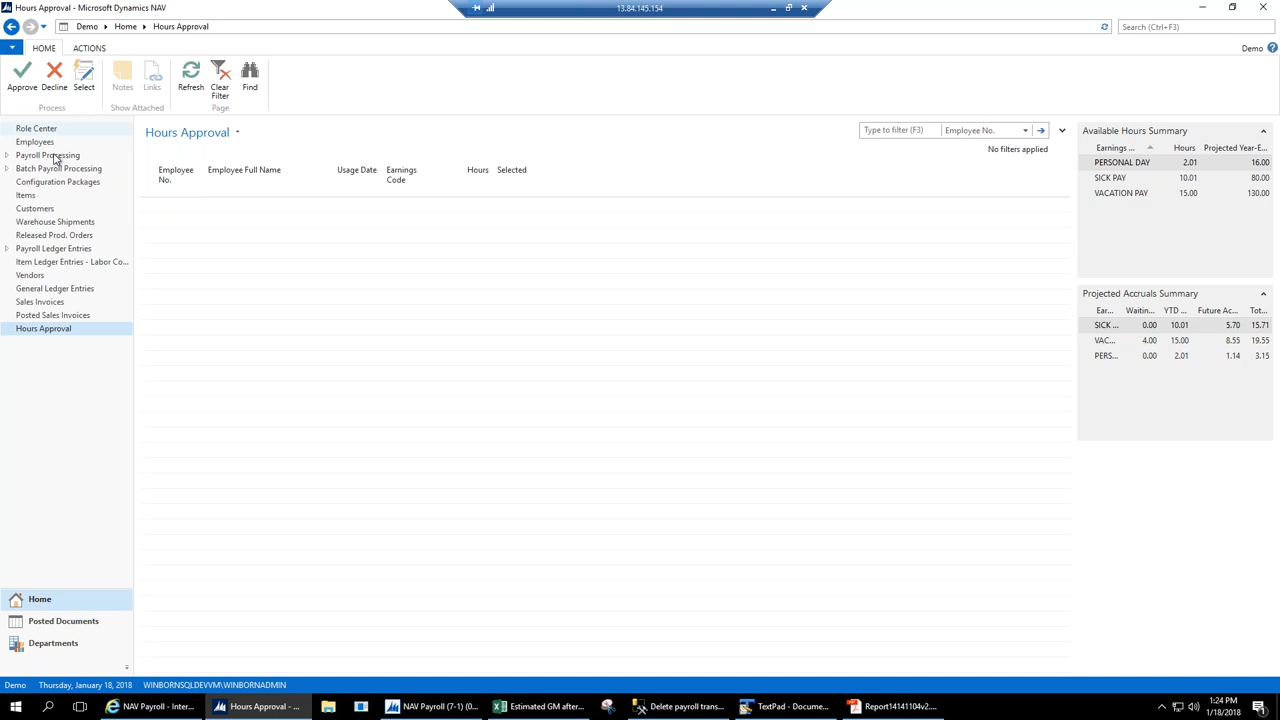 Hours Approval - Microsoft Dynamics NAV
13.84.145.154
Demo Home Hours Approval
Search (Ctrl+F3)
HOME ACTIONS
Demo
Approve Decline Select Notes Links Refresh Clear Filter Find
Process Show Attached Page
Role Center
Employees
Payroll Processing
Batch Payroll Processing
Configuration Packages
Items
Customers
Warehouse Shipments
Released Prod. Orders
Payroll Ledger Entries
Item Ledger Entries - Labor Co...
Vendors
General Ledger Entries
Sales Invoices
Posted Sales Invoices
Hours Approval
Home
Posted Documents
Departments
Hours Approval
Type to filter (F3) Employee No.
No filters applied
Employee No. Employee Full Name Usage Date Earnings Code Hours Selected
Available Hours Summary
Earnings ... Hours Projected Year-E...
PERSONAL DAY 2.01 16.00
SICK PAY 10.01 80.00
VACATION PAY 15.00 130.00
Projected Accruals Summary
Ear... Waitin... YTD ... Future Ac... Tot...
SICK ... 0.00 10.01 5.70 15.71
VAC... 4.00 15.00 8.55 19.55
PERS... 0.00 2.01 1.14 3.15
Demo Thursday, January 18, 2018 WINBORNSQLDEVVM\WINBORNADMIN
NAV Payroll - Inter... Hours Approval - ... NAV Payroll (7-1) (0... Estimated GM after... Delete payroll trans... TextPad - Docume... Report14141104v2....
1:24 PM
1/18/2018